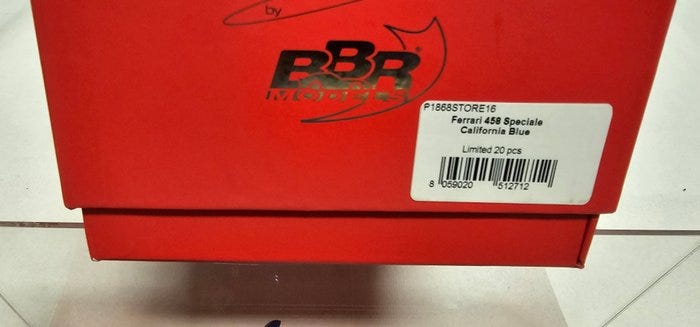 by
BBR
MODELS
P1868STORE16
Ferrari 458 Speciale
California Blue
Limited 20 pcs
8 059020 512712